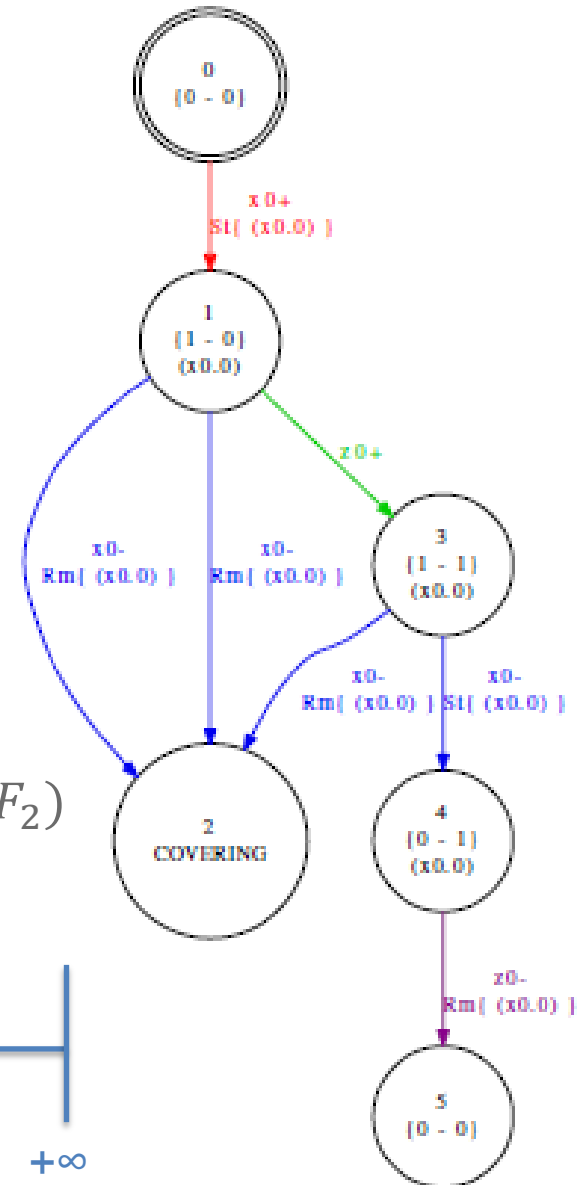 0
{0 - 0}
x0+
St{ (x0.0) }
1
{1 - 0}
(x0.0)
z0+
x0-
Rm{ (x0.0) }
x0-
Rm{ (x0.0) }
3
{1 - 1}
(x0.0)
x0-
Rm{ (x0.0) }
x0-
St{ (x0.0) }
F₂)
2
COVERING
4
{0 - 1}
(x0.0)
z0-
Rm{ (x0.0) }
5
{0 - 0}
+∞